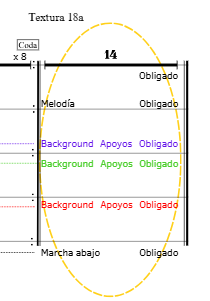 Textura 18a
Coda
x 8
14
Obligado
Melodía Obligado
Background Apoyos Obligado
Background Apoyos Obligado
Background Apoyos Obligado
Marcha abajo Obligado